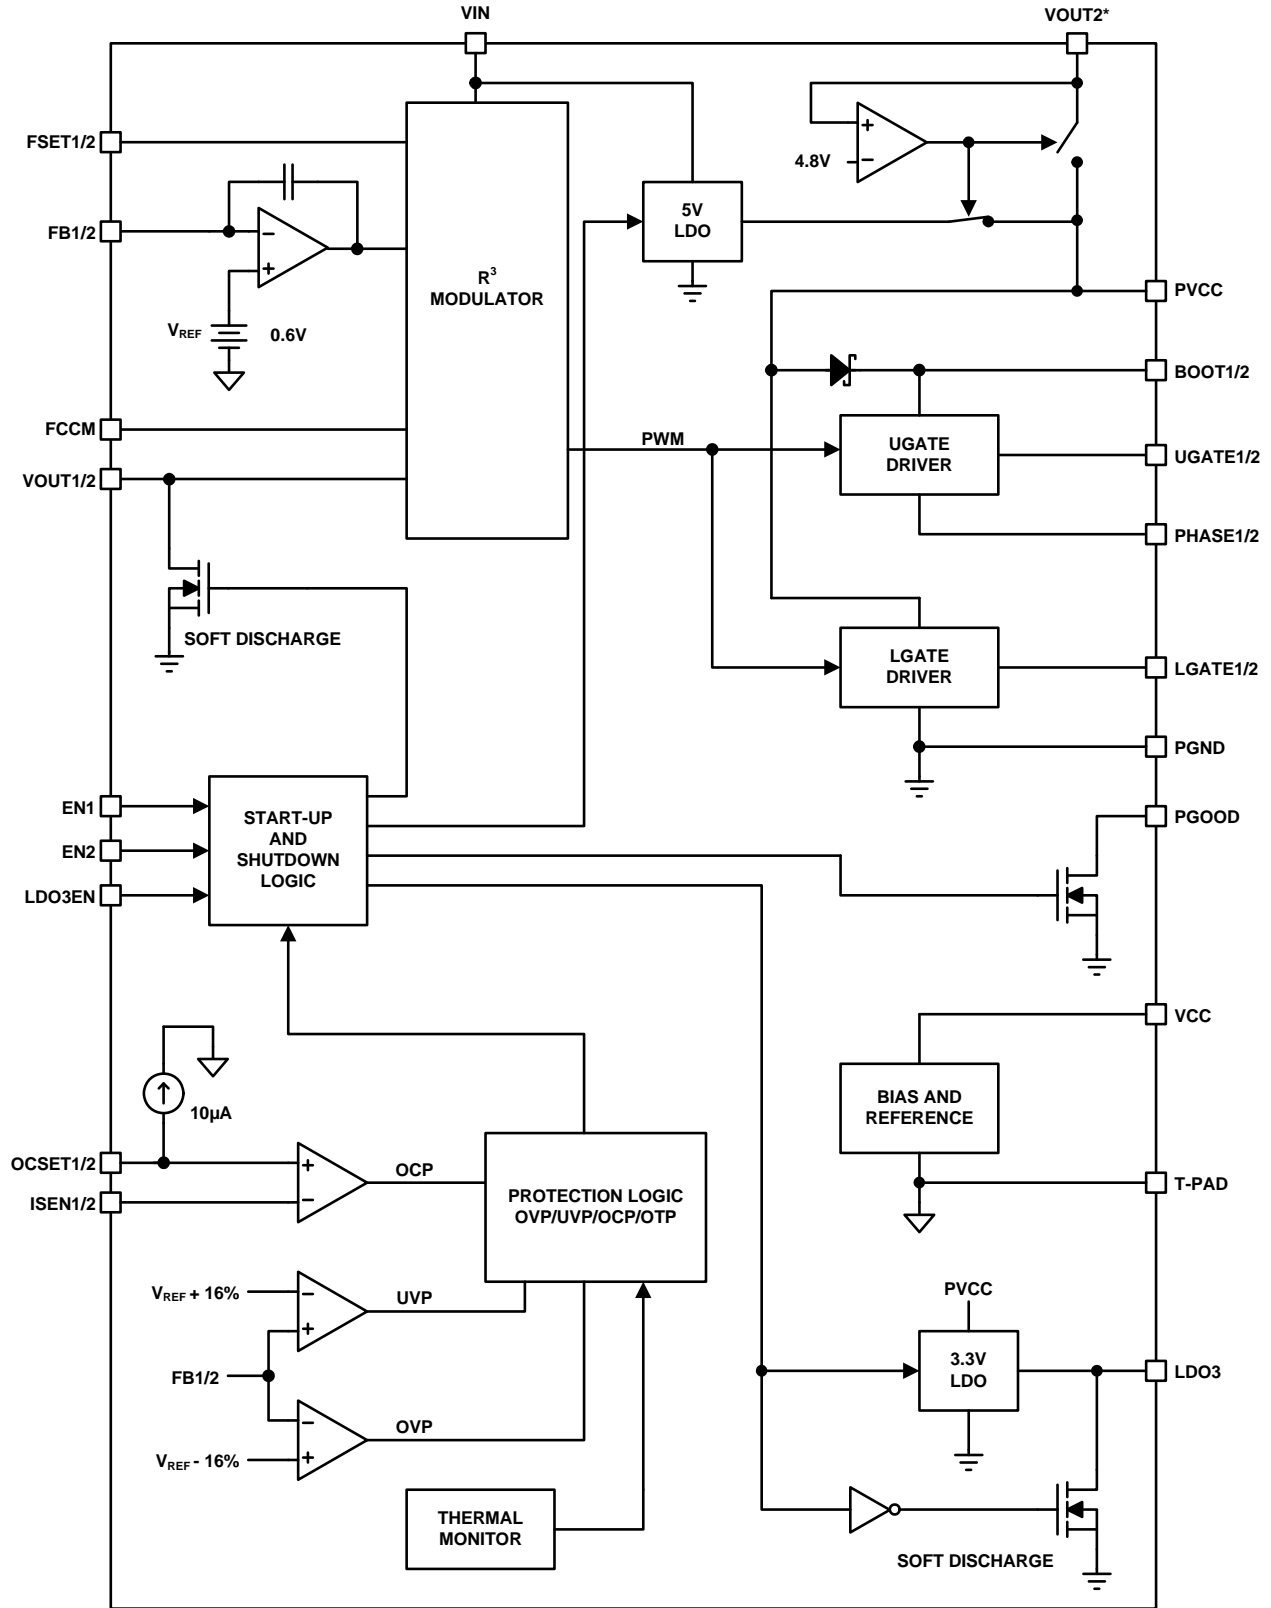 VIN
VOUT2*
FSET1/2
FB1/2
VREF
0.6V
FCCM
VOUT1/2
R3
MODULATOR
5V
LDO
4.8V
+
−
−
+
PVCC
BOOT1/2
PWM
UGATE
DRIVER
UGATE1/2
PHASE1/2
SOFT DISCHARGE
LGATE
DRIVER
LGATE1/2
PGND
EN1
EN2
LDO3EN
START-UP
AND
SHUTDOWN
LOGIC
PGOOD
VCC
10µA
BIAS AND
REFERENCE
OCSET1/2
ISEN1/2
+
−
OCP
PROTECTION LOGIC
OVP/UVP/OCP/OTP
T-PAD
VREF + 16%
−
+
UVP
FB1/2
−
+
OVP
VREF - 16%
PVCC
3.3V
LDO
LDO3
THERMAL
MONITOR
SOFT DISCHARGE